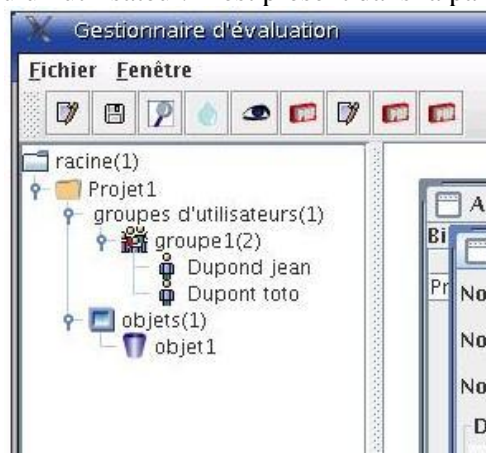 Gestionnaire d'évaluation
Fichier Fenêtre
racine(1)
Projet1
groupes d'utilisateurs(1)
groupe1(2)
Dupond jean
Dupont toto
objets(1)
objet1
A
Bi
Pr
No
No
No
D